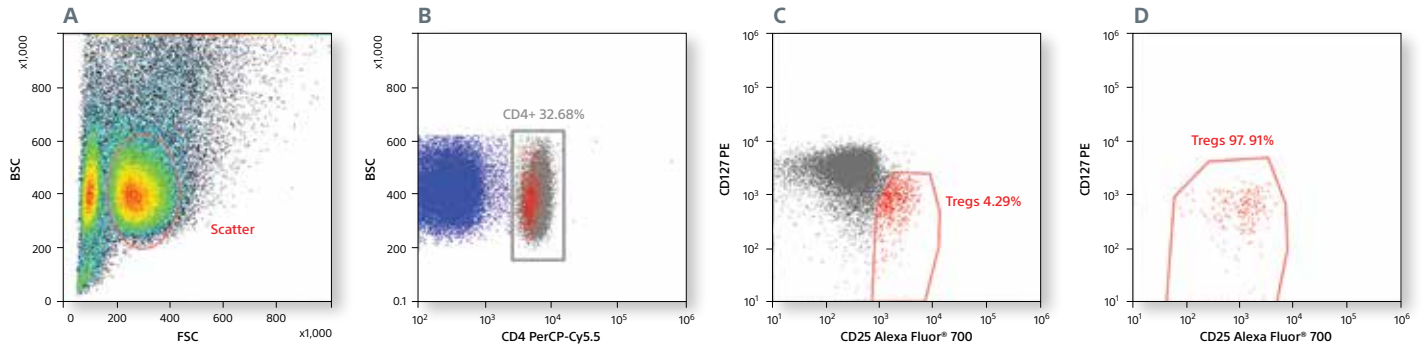 A
x1,000
800
600
400
200
0
BSC
Scatter
0 200 400 600 800
x1,000
FSC
B
x1,000
800
600
400
200
0.1
BSC
CD4+ 32.68%
10² 10³ 10⁴ 10⁵ 10⁶
CD4 PerCP-Cy5.5
C
10⁶
10⁵
10⁴
10³
10²
10¹
CD127 PE
Tregs 4.29%
10¹ 10² 10³ 10⁴ 10⁵ 10⁶
CD25 Alexa Fluor® 700
D
10⁶
10⁵
10⁴
10³
10²
10¹
CD127 PE
Tregs 97. 91%
10¹ 10² 10³ 10⁴ 10⁵ 10⁶
CD25 Alexa Fluor® 700